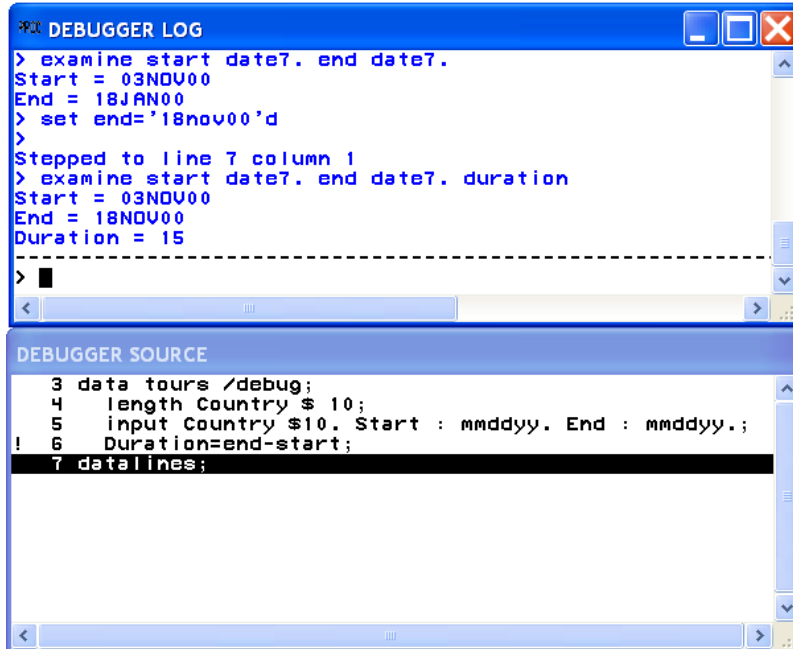 DEBUGGER LOG
> examine start date7. end date7.
Start = 03NOV00
End = 18JAN00
> set end='18nov00'd
>
Stepped to line 7 column 1
> examine start date7. end date7. duration
Start = 03NOV00
End = 18NOV00
Duration = 15
>
DEBUGGER SOURCE
3 data tours /debug;
4 length Country $ 10;
5 input Country $10. Start : mmddyy. End : mmddyy.;
! 6 Duration=end-start;
7 datalines;